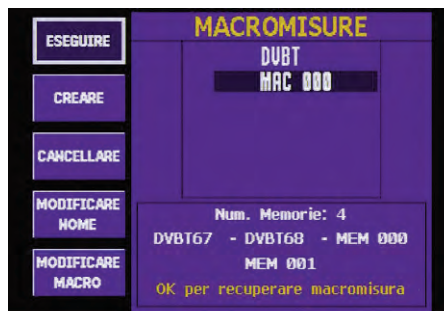 MACROMISURE
ESEGUIRE
CREARE
CANCELLARE
MODIFICARE
HOME
MODIFICARE
MACRO
DVBT
MAC 000
Num. Memorie: 4
DVBT67 - DVBT68 - MEM 000
MEM 001
OK per recuperare macromisura